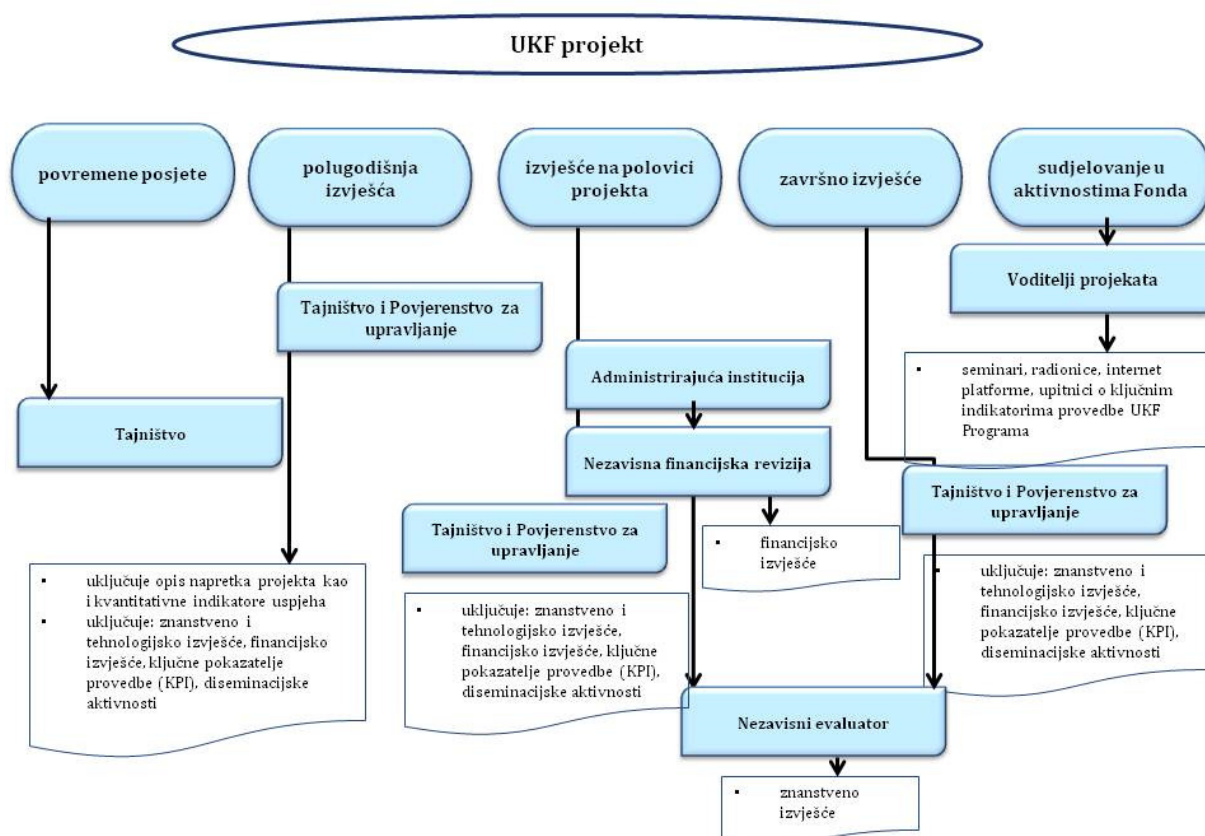 UKF projekt
povremene posjete
polugodišnja
izvješća
izvješće na polovici
projekta
završno izvješće
sudjelovanje u
aktivnostima Fonda
Voditelji projekata
Tajništvo i Povjerenstvo za
upravljanje
Administrirajuća institucija
▪ seminari, radionice, internet
platforme, upitnici o ključnim
indikatorima provedbe UKF
Programa
Tajništvo
Nezavisna financijska revizija
Tajništvo i Povjerenstvo za
upravljanje
Tajništvo i Povjerenstvo za
upravljanje
▪ financijsko
izvješće
▪ uključuje opis napretka projekta kao
i kvantitativne indikatore uspjeha
▪ uključuje: znanstveno i
tehnologijsko izvješće, financijsko
izvješće, ključne pokazatelje
provedbe (KPI), diseminacijske
aktivnosti
▪ uključuje: znanstveno i
tehnologijsko izvješće,
financijsko izvješće, ključne
pokazatelje provedbe (KPI),
diseminacijske aktivnosti
▪ uključuje: znanstveno i
tehnologijsko izvješće,
financijsko izvješće, ključne
pokazatelje provedbe (KPI),
diseminacijske aktivnosti
Nezavisni evaluator
▪ znanstveno
izvješće